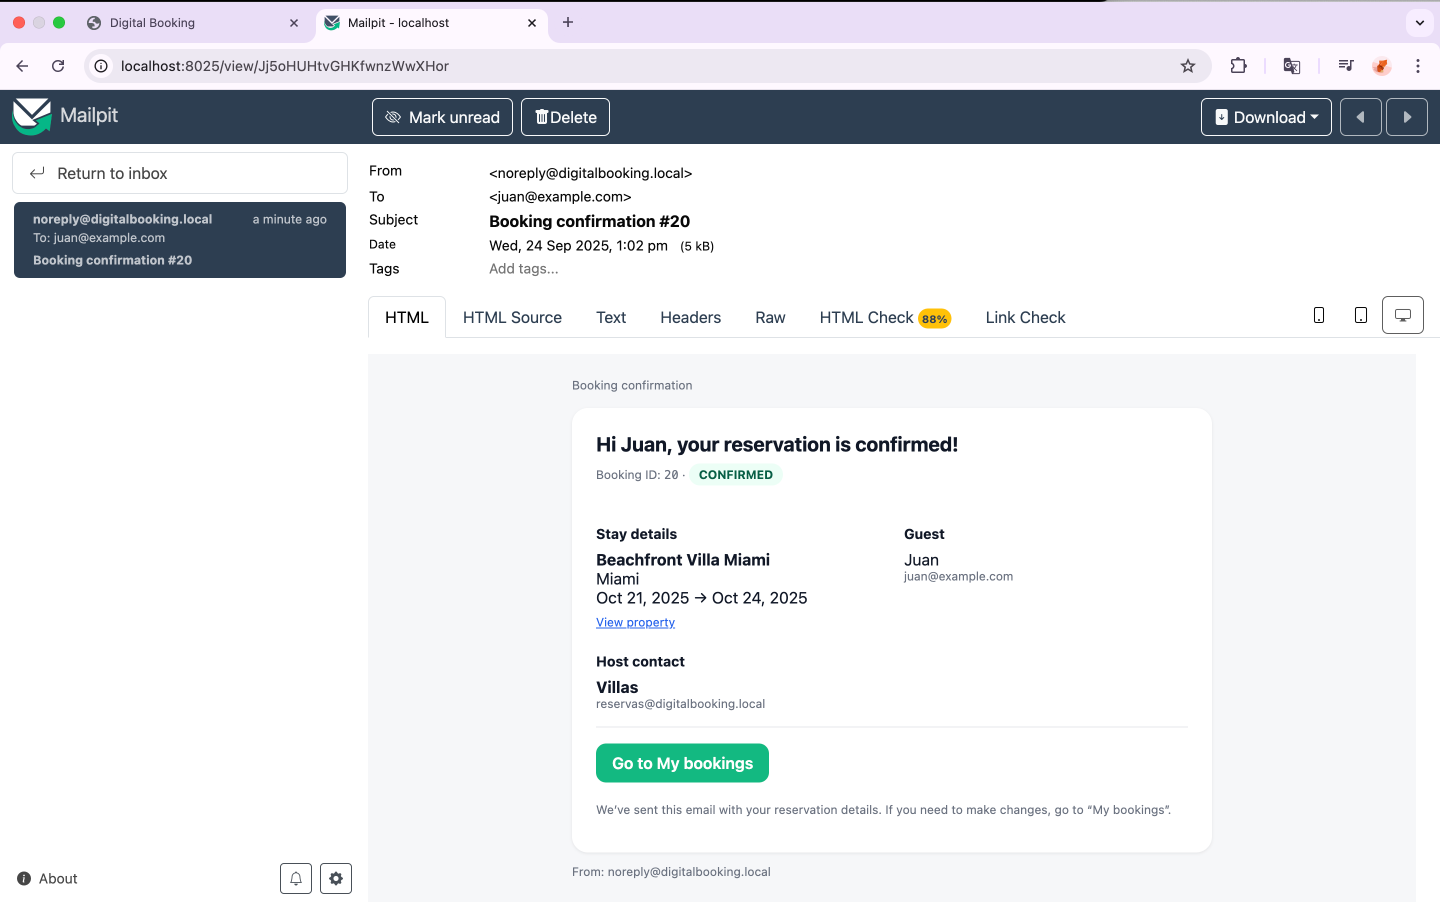 Digital Booking
Mailpit - localhost
localhost:8025/view/Jj5oHUHtvGHKfwnzWwXHor
Mailpit
Mark unread
Delete
Download
Return to inbox
noreply@digitalbooking.local a minute ago
To: juan@example.com
Booking confirmation #20
From <noreply@digitalbooking.local>
To <juan@example.com>
Subject Booking confirmation #20
Date Wed, 24 Sep 2025, 1:02 pm (5 kB)
Tags Add tags...
HTML HTML Source Text Headers Raw HTML Check 88% Link Check
Booking confirmation
Hi Juan, your reservation is confirmed!
Booking ID: 20 · CONFIRMED
Stay details
Beachfront Villa Miami
Miami
Oct 21, 2025 → Oct 24, 2025
View property
Guest
Juan
juan@example.com
Host contact
Villas
reservas@digitalbooking.local
Go to My bookings
We’ve sent this email with your reservation details. If you need to make changes, go to “My bookings”.
From: noreply@digitalbooking.local
About